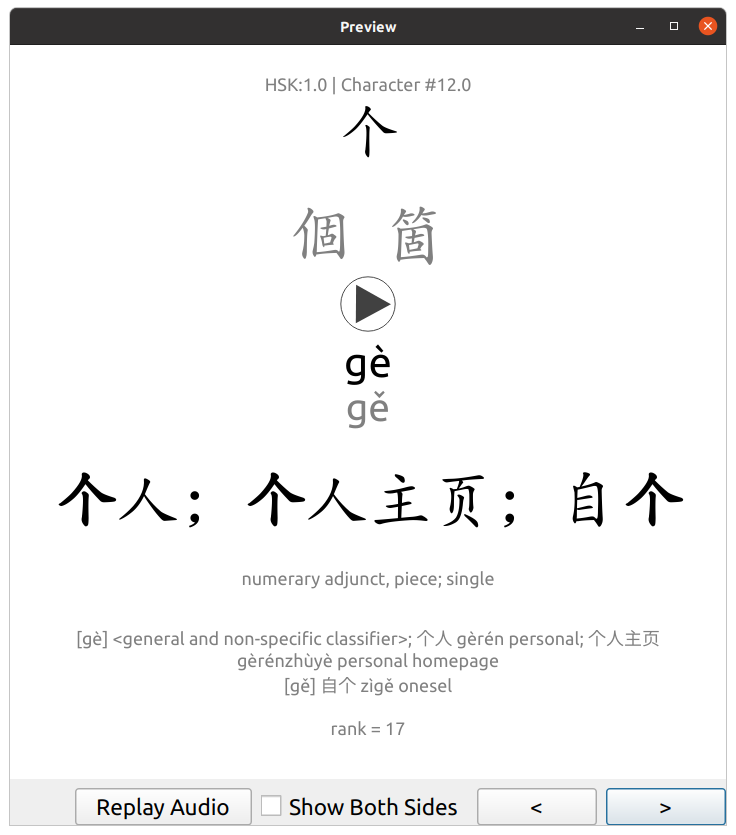 Preview
HSK:1.0 | Character #12.0
个
個 箇
gè
gě
个人；个人主页；自个
numerary adjunct, piece; single
[gè] <general and non-specific classifier>; 个人 gèrén personal; 个人主页
gèrénzhùyè personal homepage
[gě] 自个 zìgě onesel
rank = 17
Replay Audio Show Both Sides < >